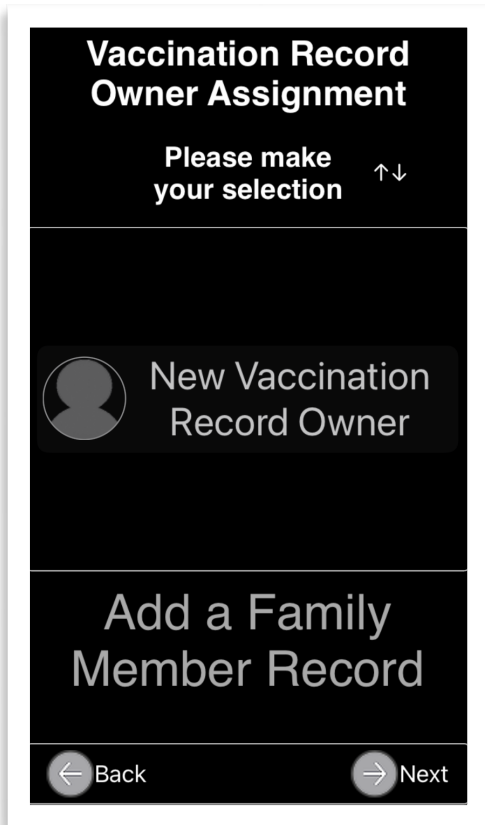 Vaccination Record
Owner Assignment
Please make
your selection ↑↓
New Vaccination
Record Owner
Add a Family
Member Record
Back
Next